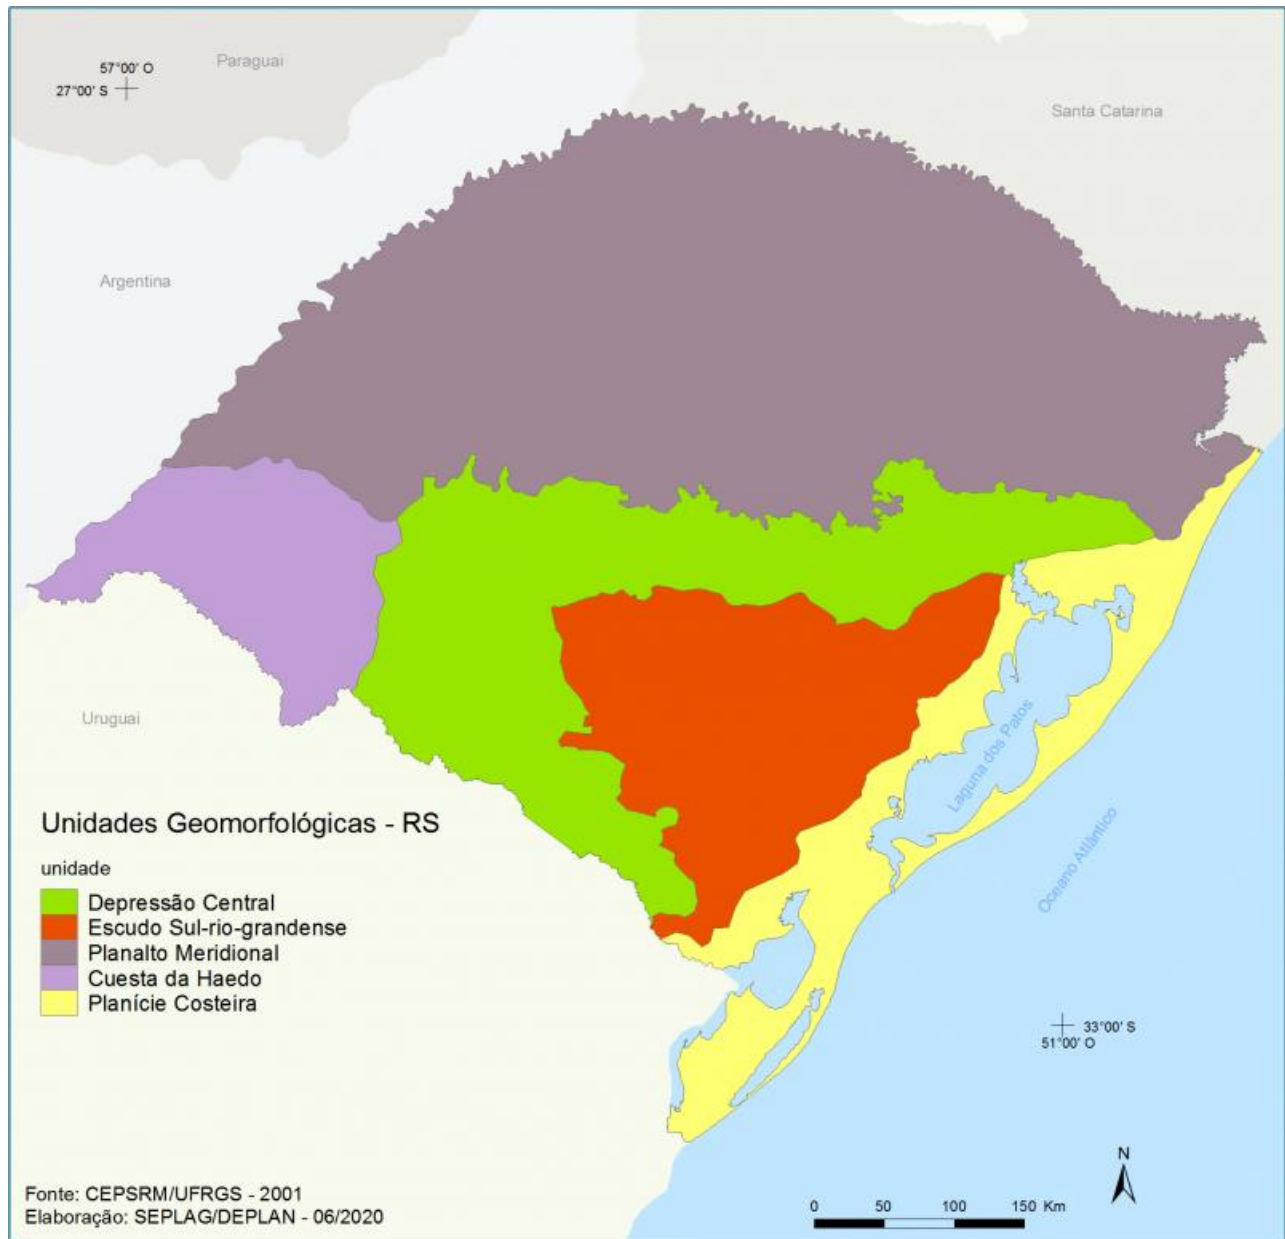 Paraguai
57°00' O
27°00' S
Santa Catarina
Argentina
Uruguai
Laguna dos Patos
Oceano Atlântico
Unidades Geomorfológicas - RS
unidade
Depressão Central
Escudo Sul-rio-grandense
Planalto Meridional
Cuesta da Haedo
Planície Costeira
33°00' S
51°00' O
N
Fonte: CEPSRM/UFRGS - 2001
Elaboração: SEPLAG/DEPLAN - 06/2020
0 50 100 150 Km